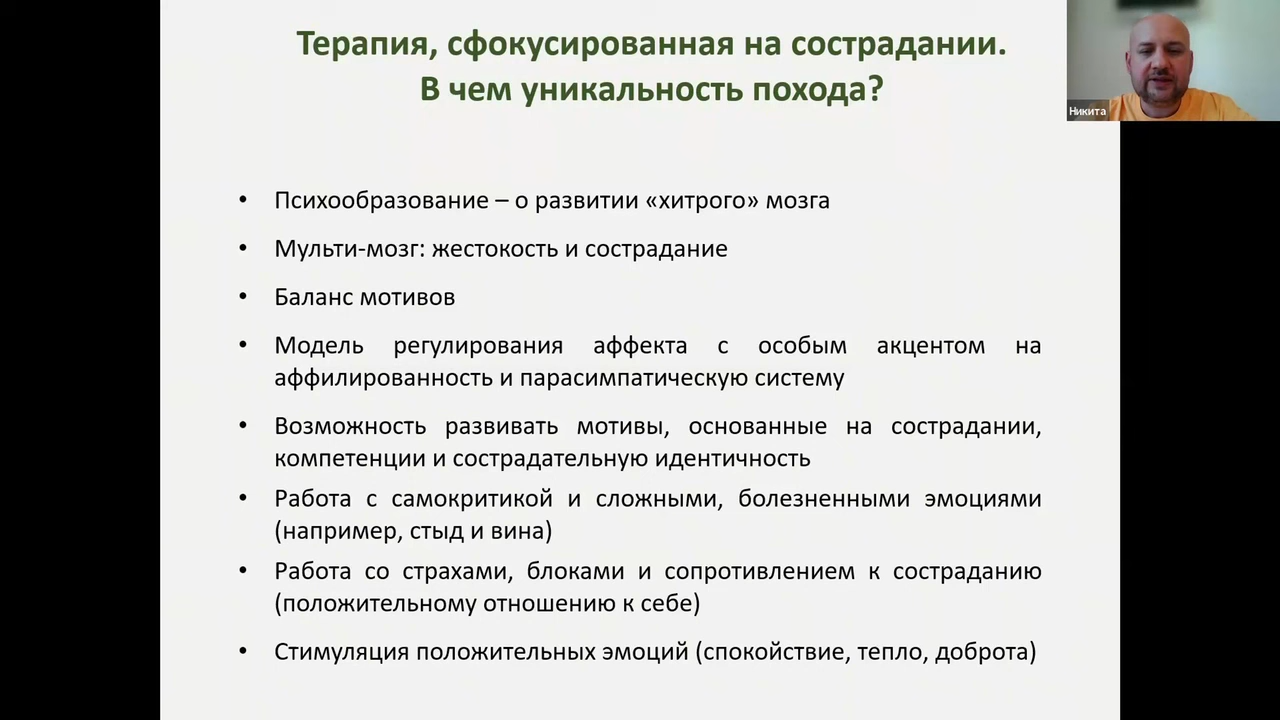 Терапия, сфокусированная на сострадании.
В чем уникальность похода?
Никита
• Психообразование – о развитии «хитрого» мозга
• Мульти-мозг: жестокость и сострадание
• Баланс мотивов
• Модель регулирования аффекта с особым акцентом на
аффилированность и парасимпатическую систему
• Возможность развивать мотивы, основанные на сострадании,
компетенции и сострадательную идентичность
• Работа с самокритикой и сложными, болезненными эмоциями
(например, стыд и вина)
• Работа со страхами, блоками и сопротивлением к состраданию
(положительному отношению к себе)
• Стимуляция положительных эмоций (спокойствие, тепло, доброта)